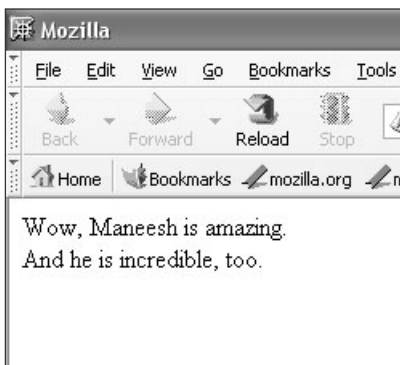 Mozilla
File Edit View Go Bookmarks Tools
Back Forward Reload Stop
Home Bookmarks mozilla.org
Wow, Maneesh is amazing.
And he is incredible, too.